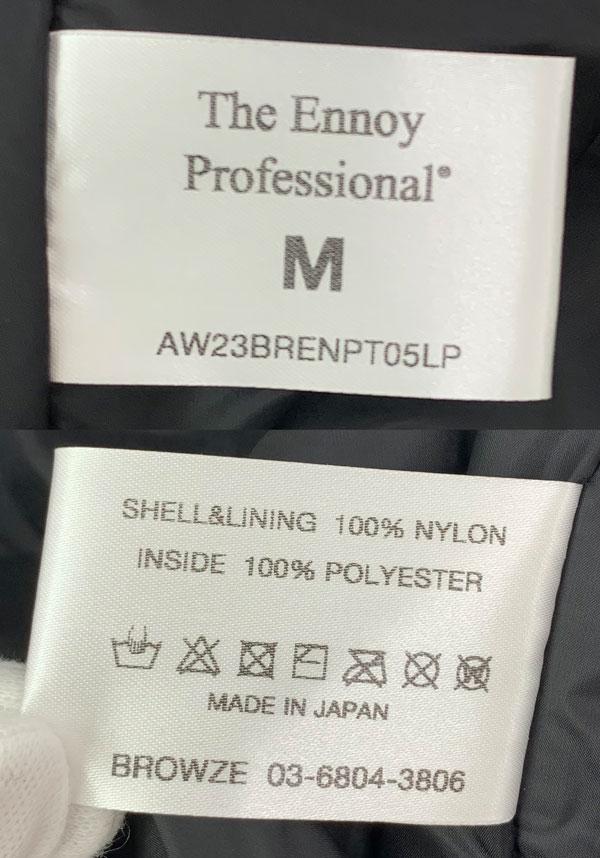 The Ennoy
Professional®
M
AW23BRENPT05LP
SHELL&LINING 100% NYLON
INSIDE 100% POLYESTER
MADE IN JAPAN
BROWZE 03-6804-3806